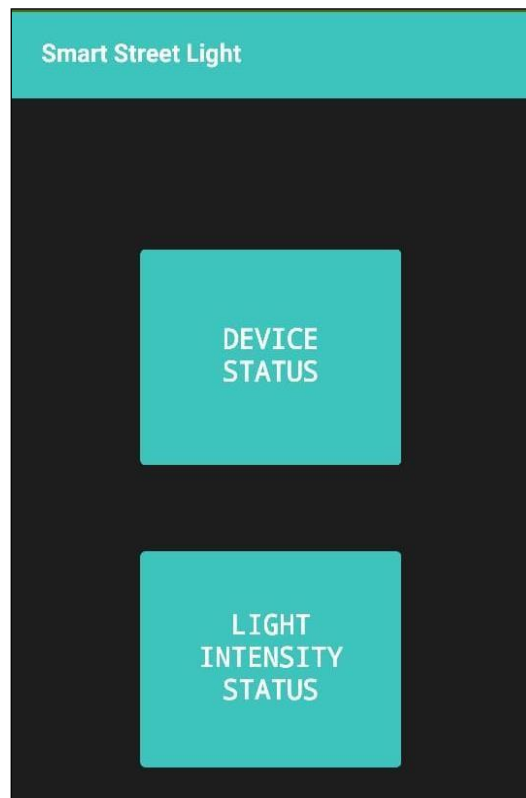 Smart Street Light
DEVICE
STATUS
LIGHT
INTENSITY
STATUS